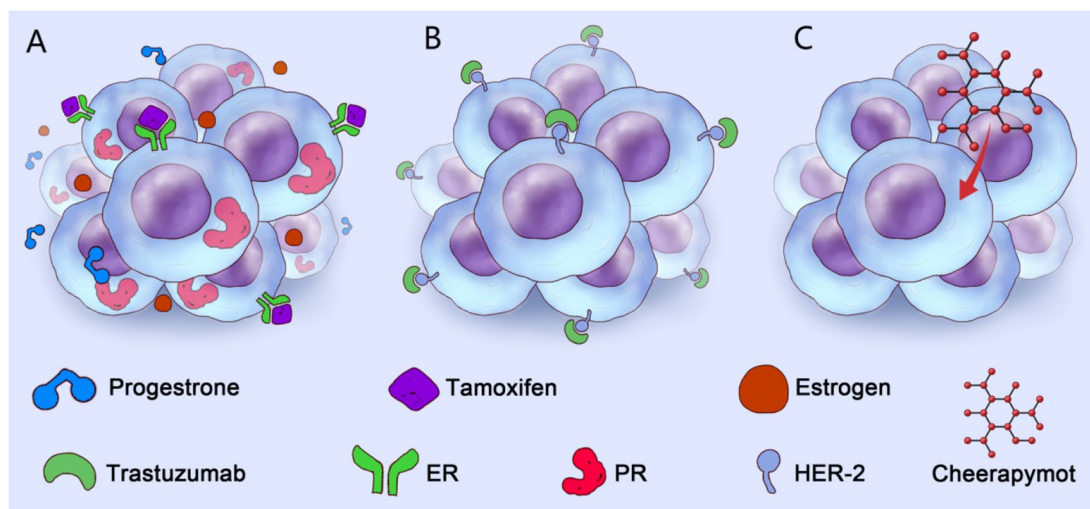 A
B
C
Progestrone
Tamoxifen
Estrogen
Trastuzumab
ER
PR
HER-2
Cheerapymot